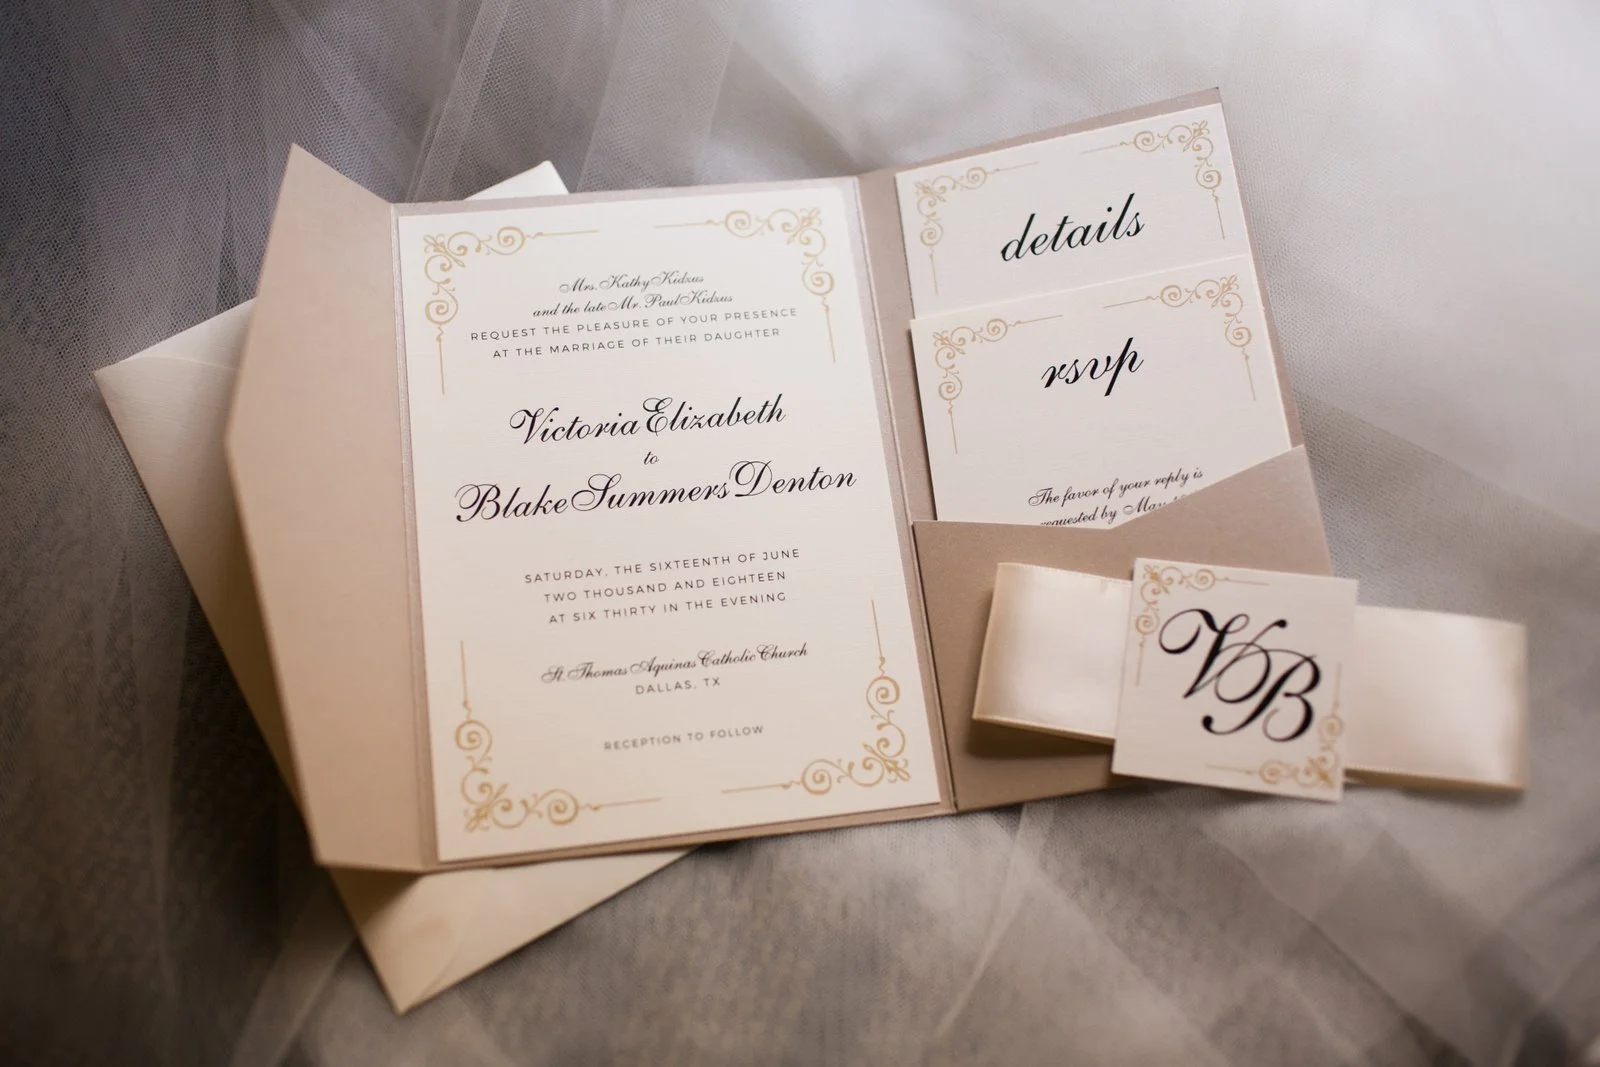 Mrs. Kathy Kidzus
and the late Mr. Paul Kidzus
REQUEST THE PLEASURE OF YOUR PRESENCE
AT THE MARRIAGE OF THEIR DAUGHTER
Victoria Elizabeth
to
Blake Summers Denton
SATURDAY, THE SIXTEENTH OF JUNE
TWO THOUSAND AND EIGHTEEN
AT SIX THIRTY IN THE EVENING
St. Thomas Aquinas Catholic Church
DALLAS, TX
RECEPTION TO FOLLOW
details
rsvp
The favor of your reply is
requested by May
VB